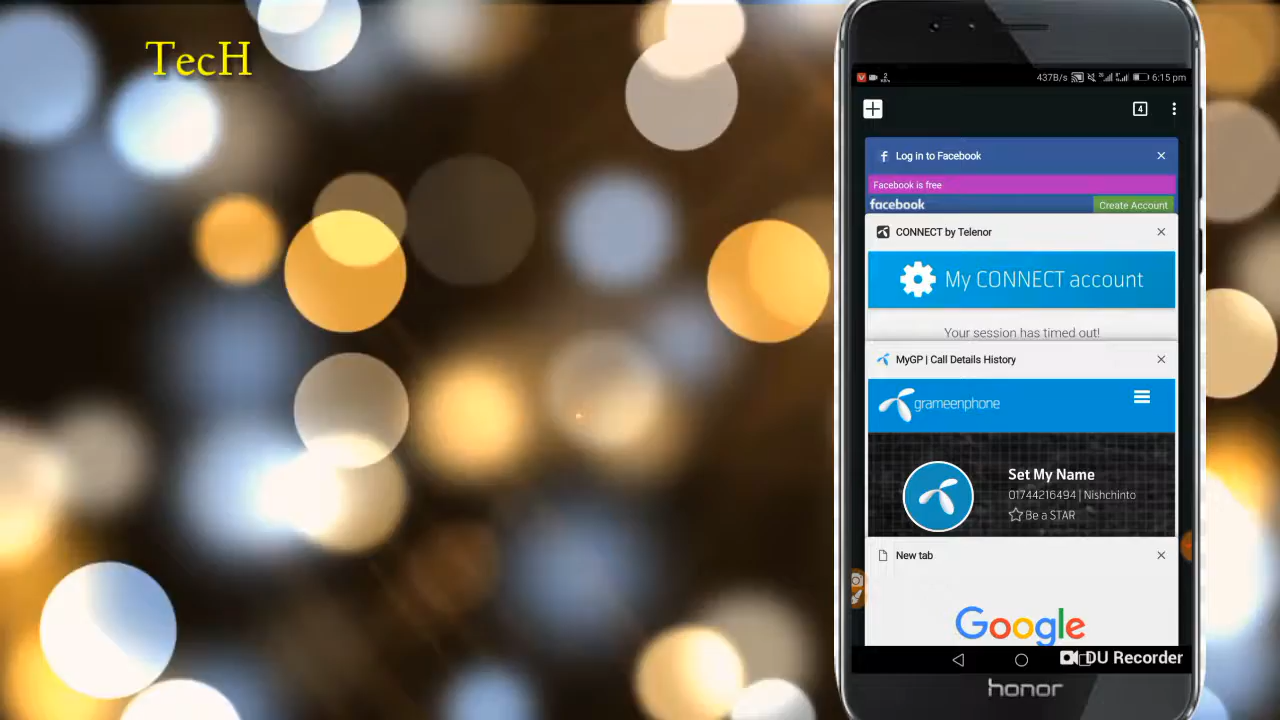 TecH
437B/s 6:15 pm
4
Log in to Facebook
Facebook is free
facebook
Create Account
CONNECT by Telenor
My CONNECT account
Your session has timed out!
MyGP | Call Details History
grameenphone
Set My Name
01744216494 | Nishchinto
Be a STAR
New tab
Google
DU Recorder
honor